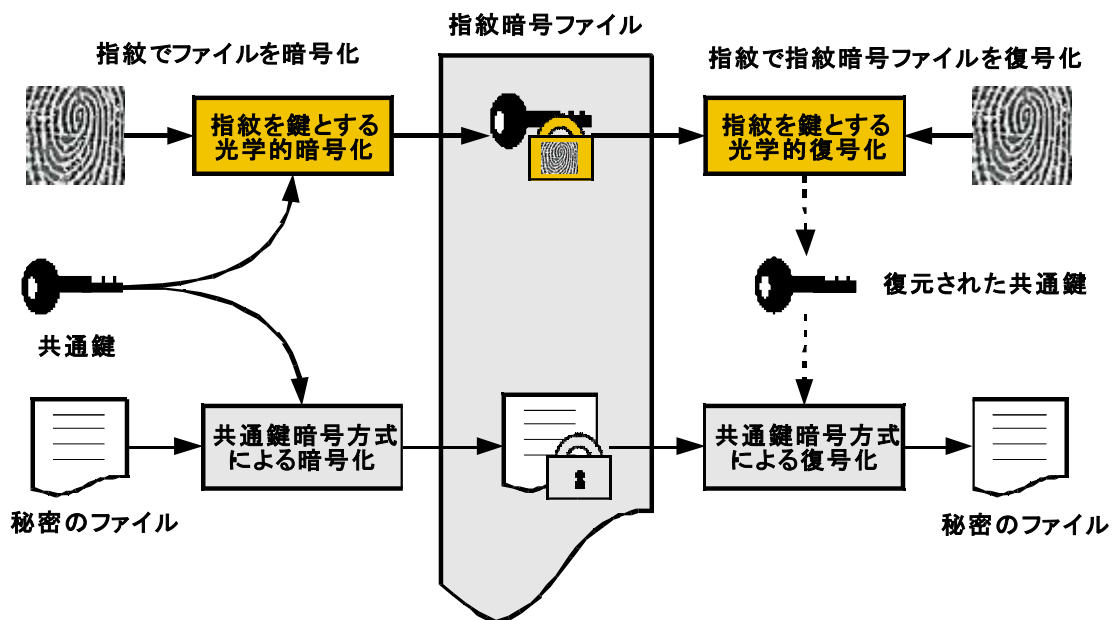 指紋暗号ファイル
指紋でファイルを暗号化
指紋で指紋暗号ファイルを復号化
指紋を鍵とする
光学的暗号化
指紋を鍵とする
光学的復号化
共通鍵
復元された共通鍵
共通鍵暗号方式
による暗号化
共通鍵暗号方式
による復号化
秘密のファイル
秘密のファイル